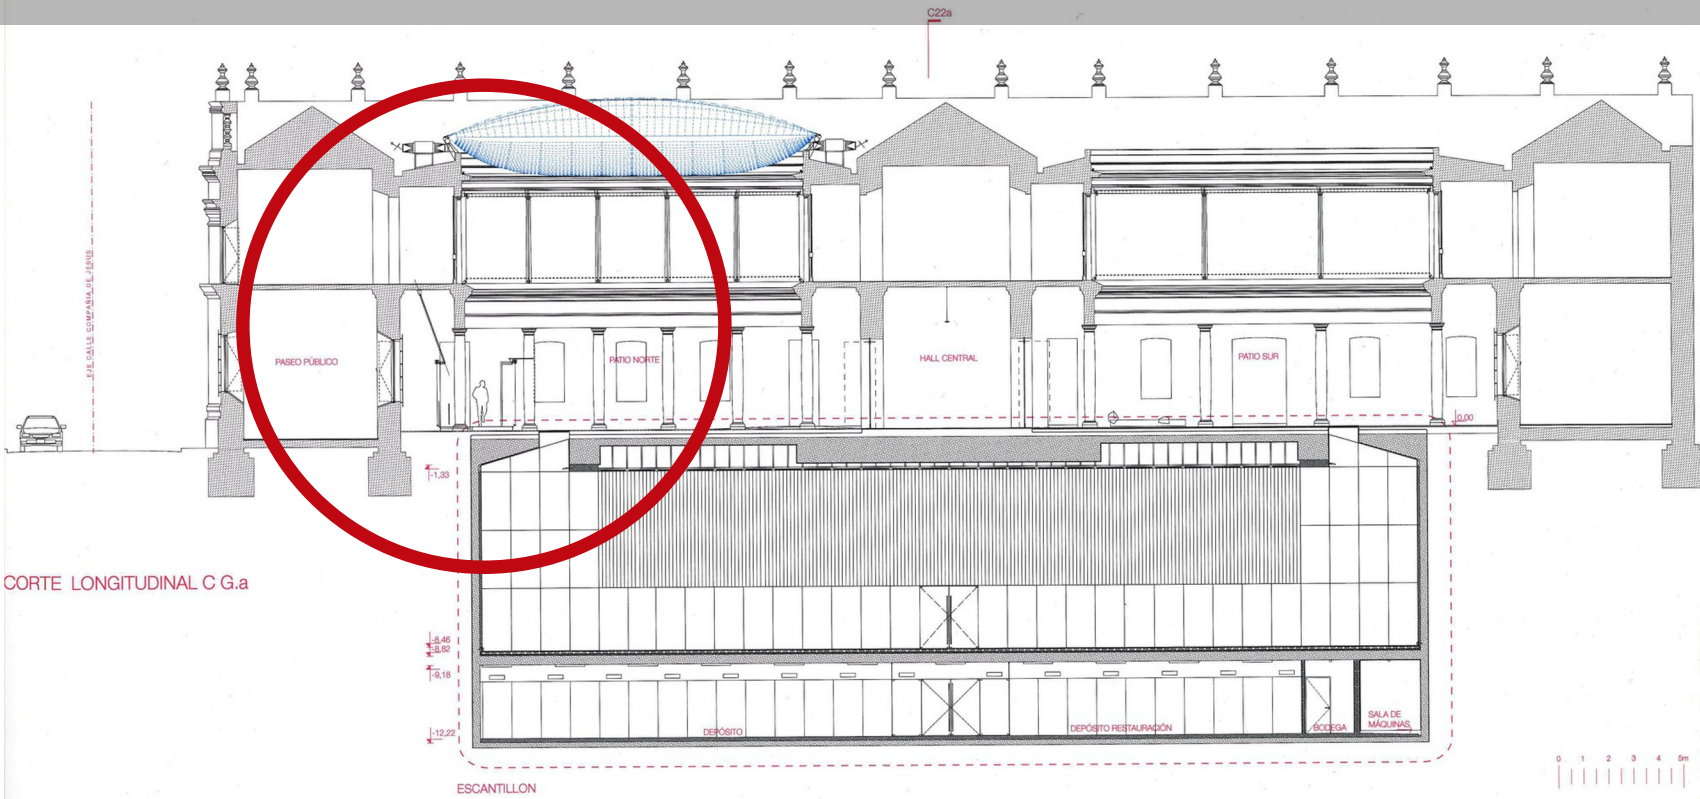 C22a
EJE CALLE COMPAÑIA DE JESUS
PASEO PÚBLICO
PATIO NORTE
HALL CENTRAL
PATIO SUR
0,00
-1,33
CORTE LONGITUDINAL C G.a
-8,46
-8,82
-9,18
-12,22
DEPÓSITO
DEPÓSITO RESTAURACIÓN
BODEGA
SALA DE
MÁQUINAS
ESCANTILLON
0 1 2 3 4 5m